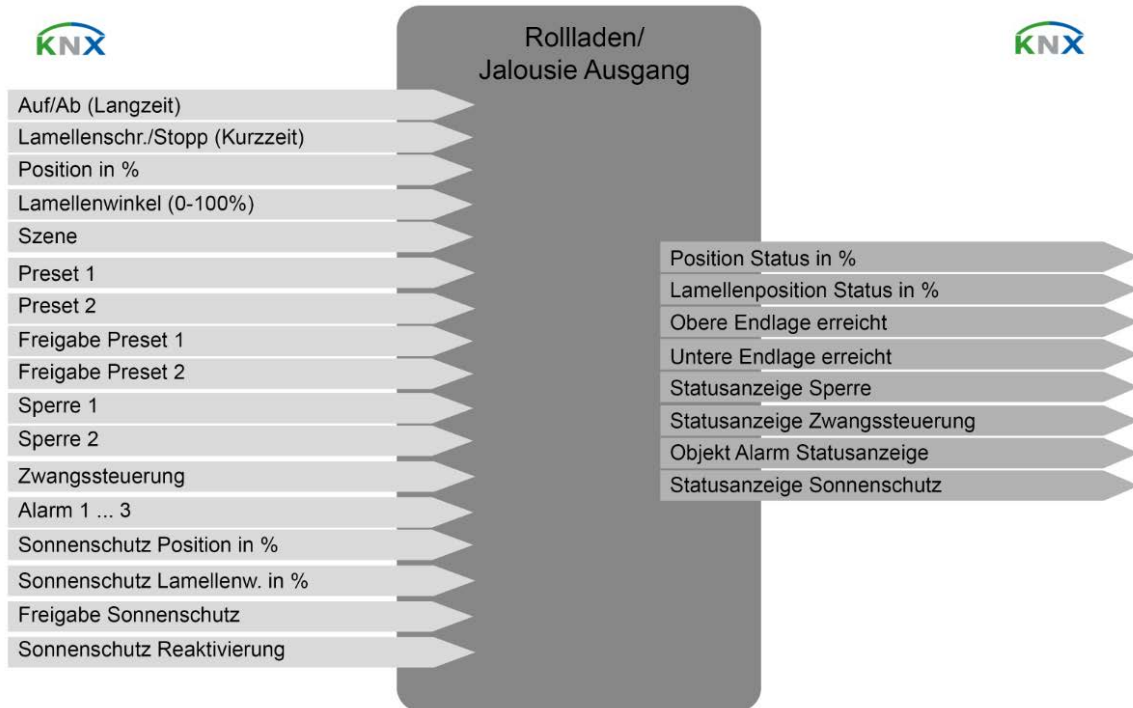 KNX
Rollladen/
Jalousie Ausgang
KNX
Auf/Ab (Langzeit)
Lamellenschr./Stopp (Kurzzeit)
Position in %
Lamellenwinkel (0-100%)
Szene
Preset 1
Preset 2
Freigabe Preset 1
Freigabe Preset 2
Sperre 1
Sperre 2
Zwangssteuerung
Alarm 1 ... 3
Sonnenschutz Position in %
Sonnenschutz Lamellenw. in %
Freigabe Sonnenschutz
Sonnenschutz Reaktivierung
Position Status in %
Lamellenposition Status in %
Obere Endlage erreicht
Untere Endlage erreicht
Statusanzeige Sperre
Statusanzeige Zwangssteuerung
Objekt Alarm Statusanzeige
Statusanzeige Sonnenschutz